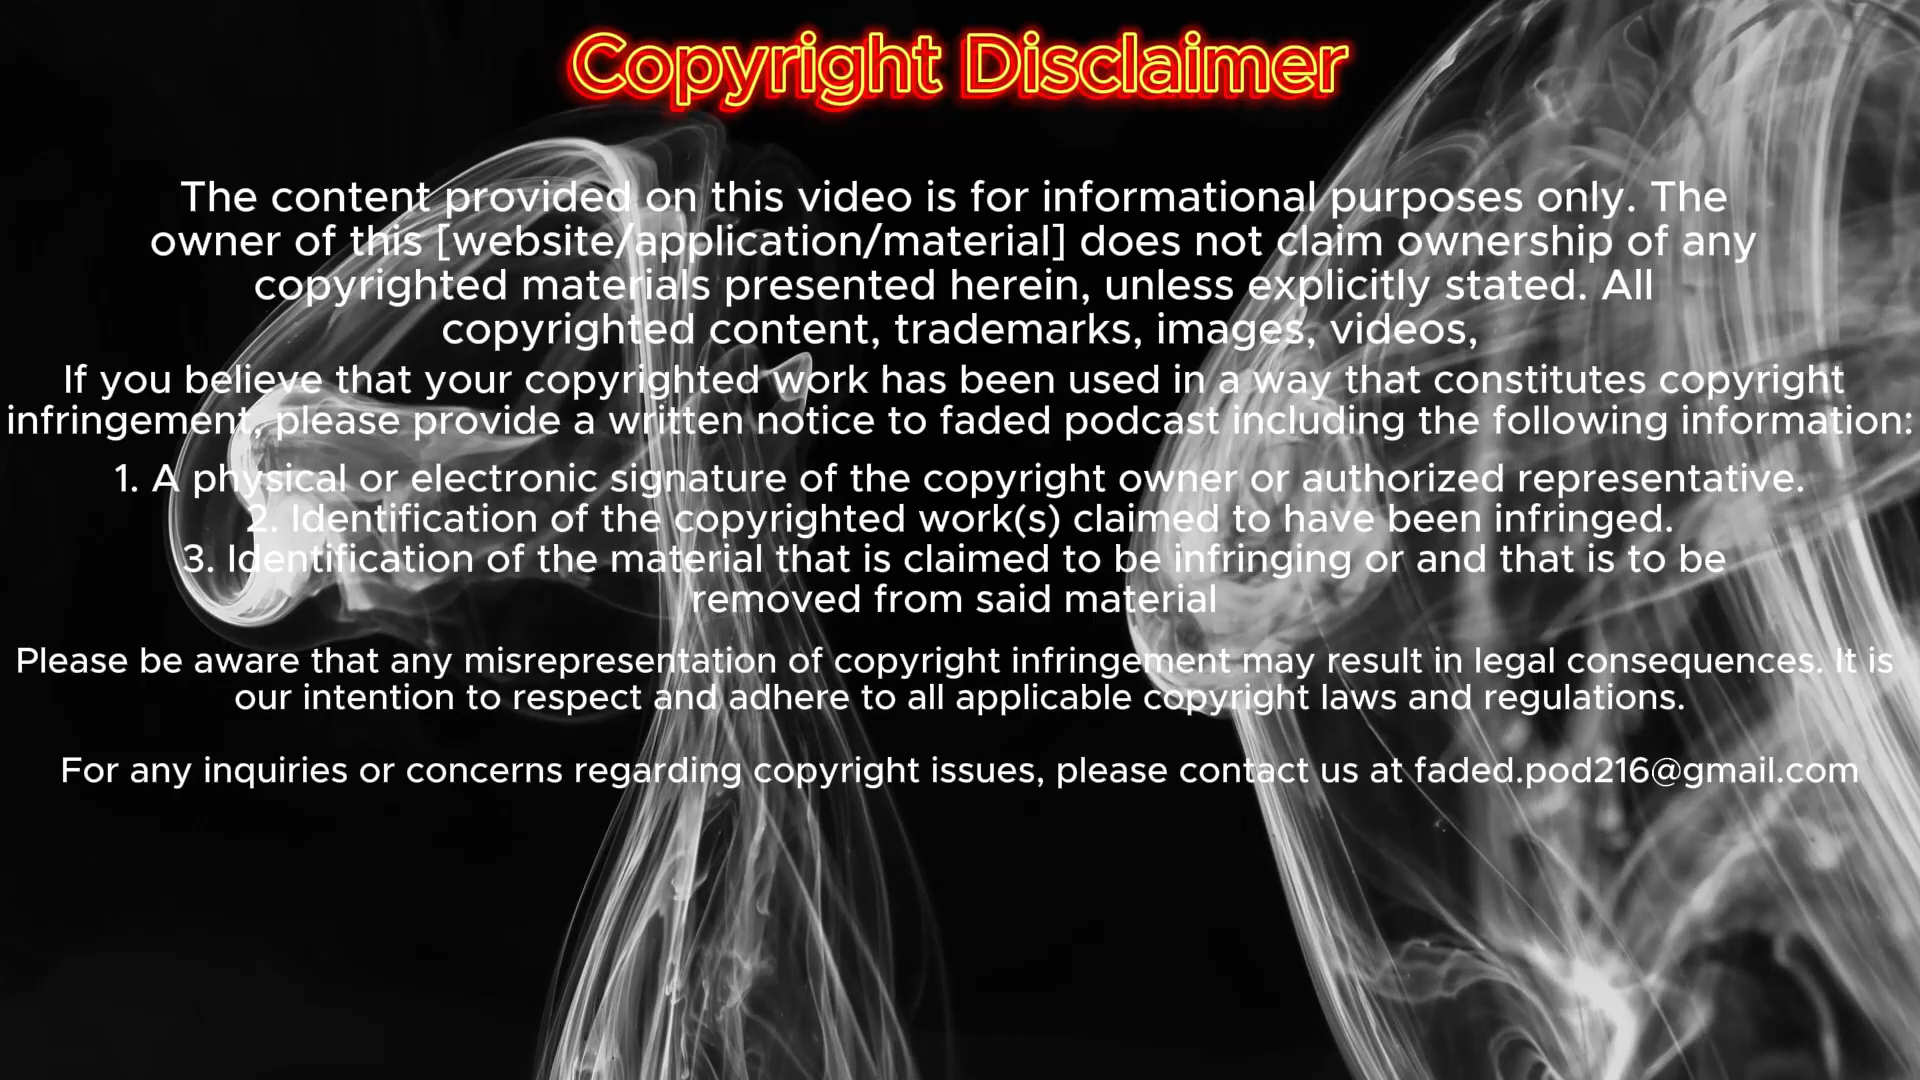 Copyright Disclaimer
The content provided on this video is for informational purposes only. The
owner of this [website/application/material] does not claim ownership of any
copyrighted materials presented herein, unless explicitly stated. All
copyrighted content, trademarks, images, videos,
If you believe that your copyrighted work has been used in a way that constitutes copyright
infringement, please provide a written notice to faded podcast including the following information:
1. A physical or electronic signature of the copyright owner or authorized representative.
2. Identification of the copyrighted work(s) claimed to have been infringed.
3. Identification of the material that is claimed to be infringing or and that is to be
removed from said material
Please be aware that any misrepresentation of copyright infringement may result in legal consequences. It is
our intention to respect and adhere to all applicable copyright laws and regulations.
For any inquiries or concerns regarding copyright issues, please contact us at faded.pod216@gmail.com